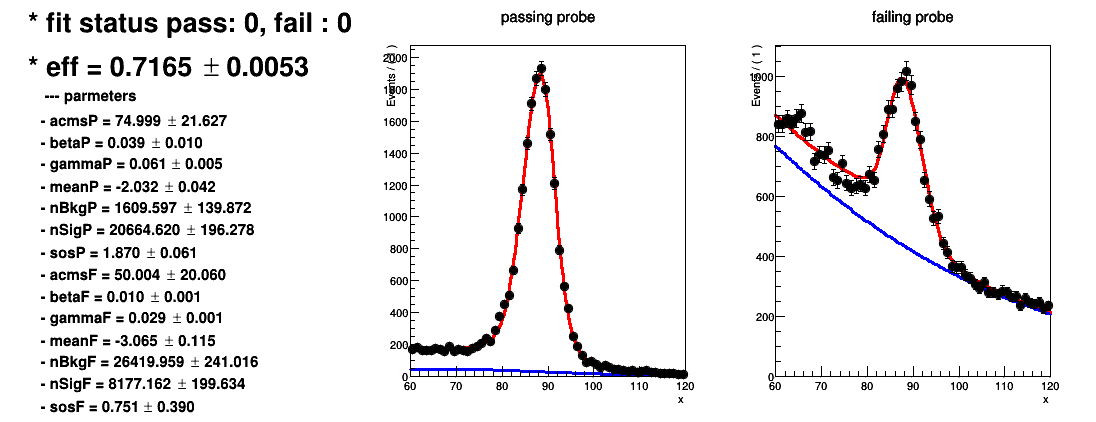 * fit status pass: 0, fail : 0
* eff = 0.7165 ± 0.0053
--- parmeters
- acmsP = 74.999 ± 21.627
- betaP = 0.039 ± 0.010
- gammaP = 0.061 ± 0.005
- meanP = -2.032 ± 0.042
- nBkgP = 1609.597 ± 139.872
- nSigP = 20664.620 ± 196.278
- sosP = 1.870 ± 0.061
- acmsF = 50.004 ± 20.060
- betaF = 0.010 ± 0.001
- gammaF = 0.029 ± 0.001
- meanF = -3.065 ± 0.115
- nBkgF = 26419.959 ± 241.016
- nSigF = 8177.162 ± 199.634
- sosF = 0.751 ± 0.390
passing probe
Events / ( 1 )
2000
1800
1600
1400
1200
1000
800
600
400
200
0
60 70 80 90 100 110 120
x
failing probe
Events / ( 1 )
1000
800
600
400
200
0
60 70 80 90 100 110 120
x